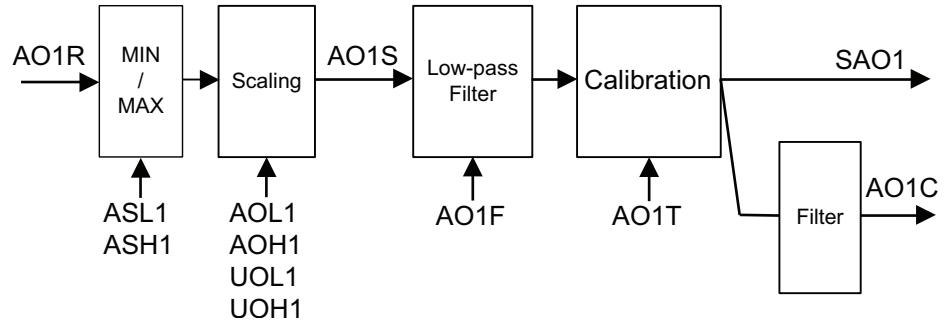 AO1R
MIN
/
MAX
Scaling
AO1S
Low-pass
Filter
Calibration
SAO1
ASL1
ASH1
AOL1
AOH1
UOL1
UOH1
AO1F
AO1T
Filter
AO1C